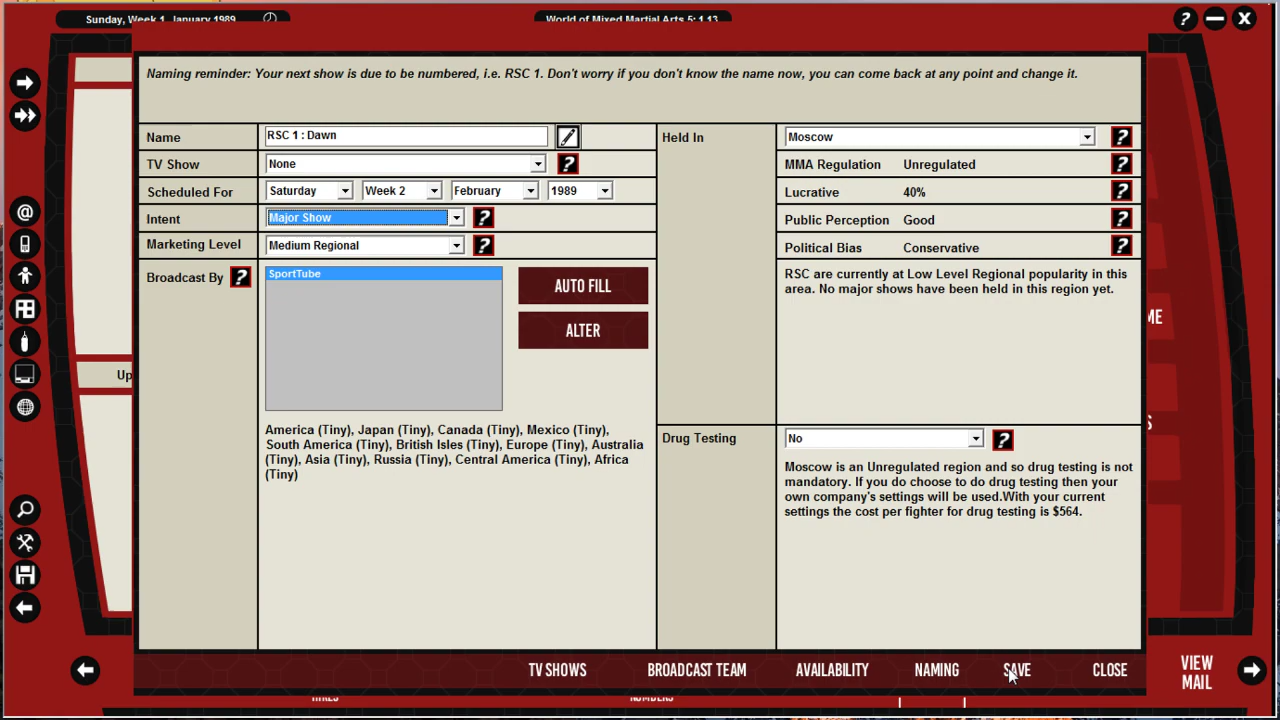 Sunday, Week 1, January 1989
World of Mixed Martial Arts 5: 1.13
Naming reminder: Your next show is due to be numbered, i.e. RSC 1. Don't worry if you don't know the name now, you can come back at any point and change it.
Name
RSC 1 : Dawn
TV Show
None
Scheduled For
Saturday
Week 2
February
1989
Intent
Major Show
Marketing Level
Medium Regional
Broadcast By
SportTube
AUTO FILL
ALTER
America (Tiny), Japan (Tiny), Canada (Tiny), Mexico (Tiny),
South America (Tiny), British Isles (Tiny), Europe (Tiny), Australia
(Tiny), Asia (Tiny), Russia (Tiny), Central America (Tiny), Africa
(Tiny)
Held In
Moscow
MMA Regulation
Unregulated
Lucrative
40%
Public Perception
Good
Political Bias
Conservative
RSC are currently at Low Level Regional popularity in this
area. No major shows have been held in this region yet.
Drug Testing
No
Moscow is an Unregulated region and so drug testing is not
mandatory. If you do choose to do drug testing then your
own company's settings will be used.With your current
settings the cost per fighter for drug testing is $564.
Up
ME
S
TV SHOWS
BROADCAST TEAM
AVAILABILITY
NAMING
SAVE
CLOSE
VIEW
MAIL